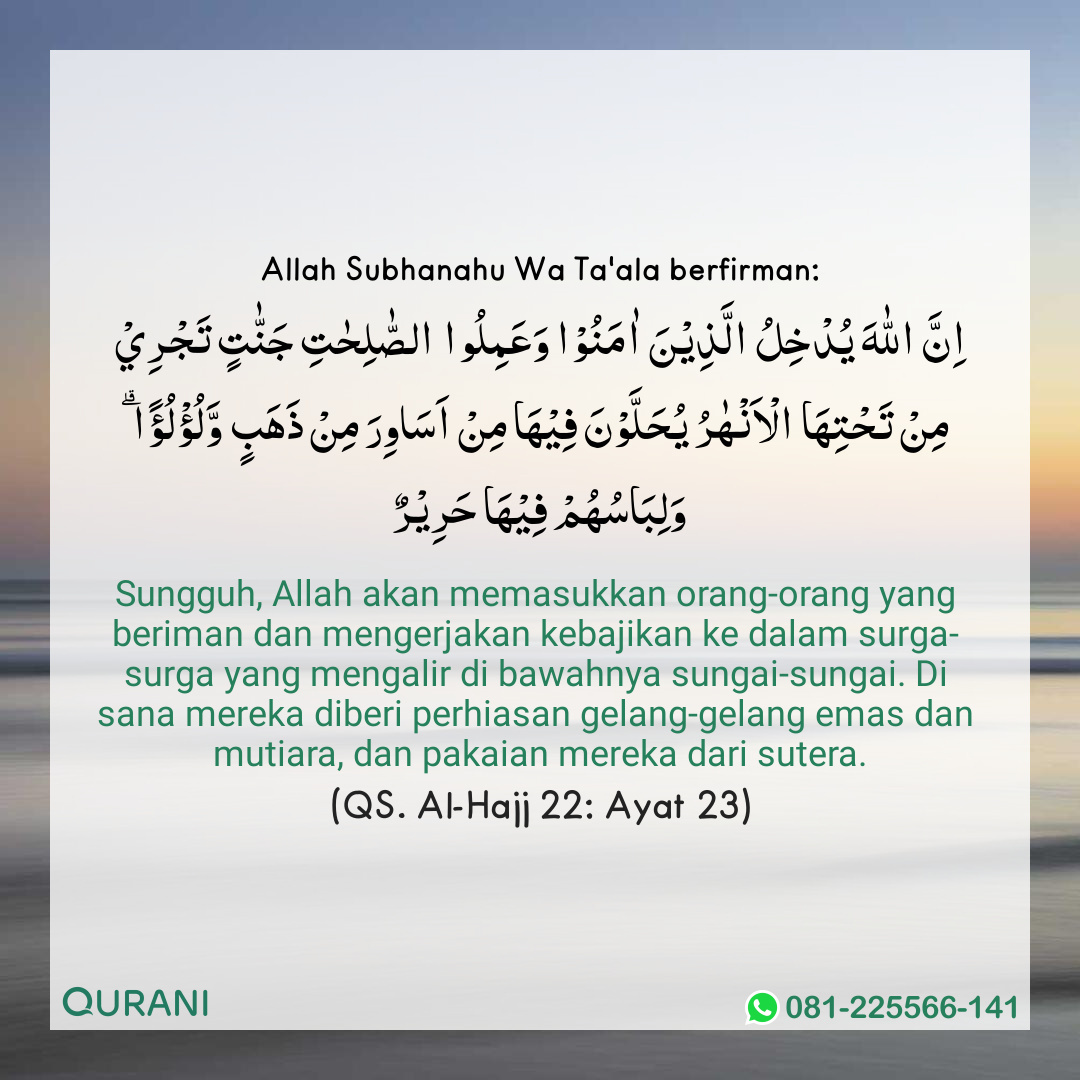 Allah Subhanahu Wa Ta'ala berfirman:
اِنَّ اللّٰهَ يُدْخِلُ الَّذِيْنَ اٰمَنُوْا وَعَمِلُوا الصّٰلِحٰتِ جَنّٰتٍ تَجْرِيْ
مِنْ تَحْتِهَا الْاَنْهٰرُ يُحَلَّوْنَ فِيْهَا مِنْ اَسَاوِرَ مِنْ ذَهَبٍ وَّلُؤْلُؤًاۗ
وَلِبَاسُهُمْ فِيْهَا حَرِيْرٌ
Sungguh, Allah akan memasukkan orang-orang yang
beriman dan mengerjakan kebajikan ke dalam surga-
surga yang mengalir di bawahnya sungai-sungai. Di
sana mereka diberi perhiasan gelang-gelang emas dan
mutiara, dan pakaian mereka dari sutera.
(QS. Al-Hajj 22: Ayat 23)
QURANI
081-225566-141